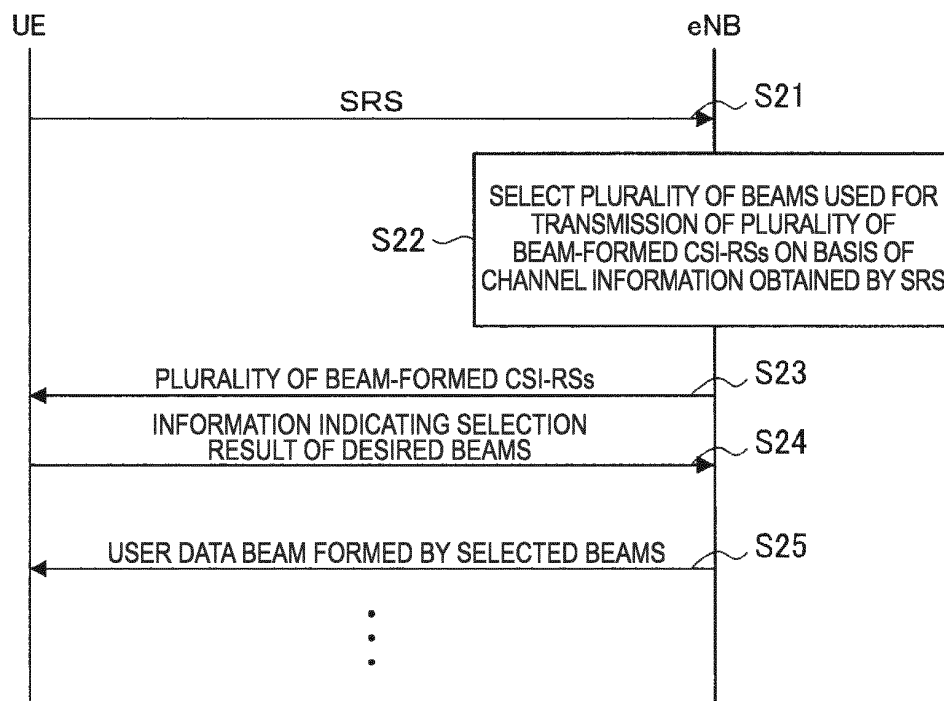 UE
eNB
SRS
S21
SELECT PLURALITY OF BEAMS USED FOR
TRANSMISSION OF PLURALITY OF
BEAM-FORMED CSI-RSs ON BASIS OF
CHANNEL INFORMATION OBTAINED BY SRS
S22
PLURALITY OF BEAM-FORMED CSI-RSs
S23
INFORMATION INDICATING SELECTION
RESULT OF DESIRED BEAMS
S24
USER DATA BEAM FORMED BY SELECTED BEAMS
S25